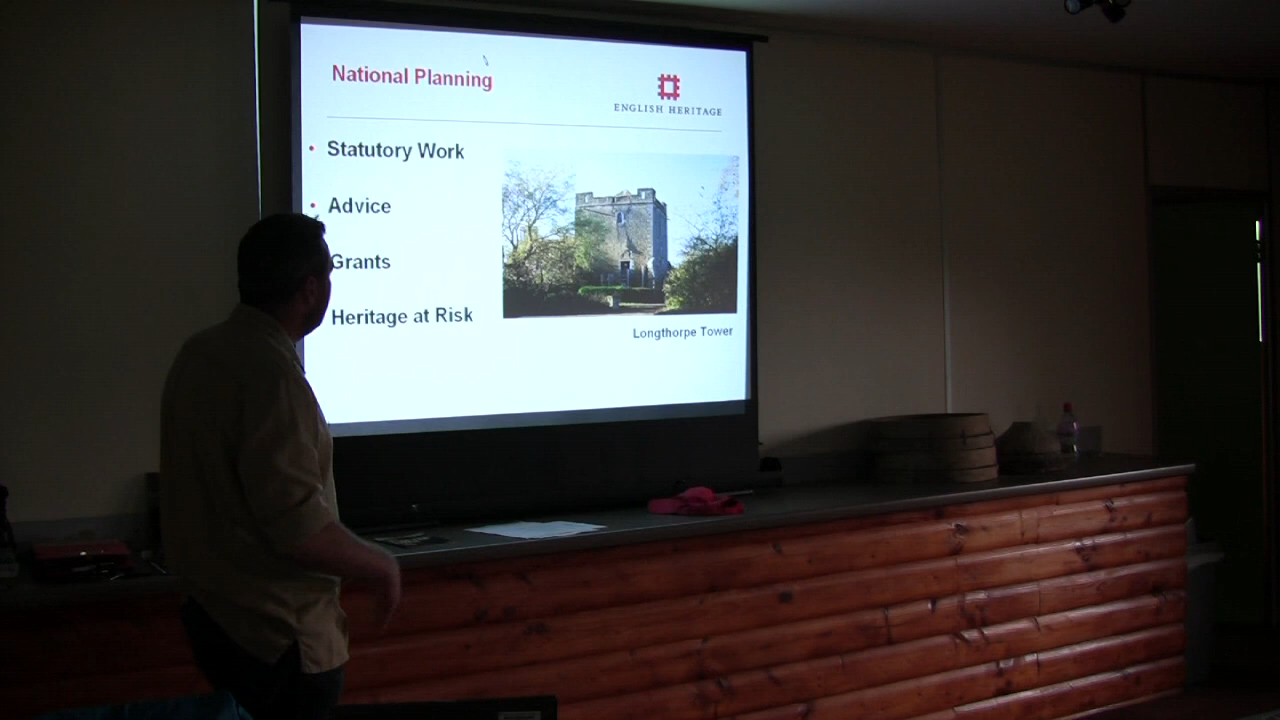 National Planning
ENGLISH HERITAGE
Statutory Work
Advice
Grants
Heritage at Risk
Longthorpe Tower